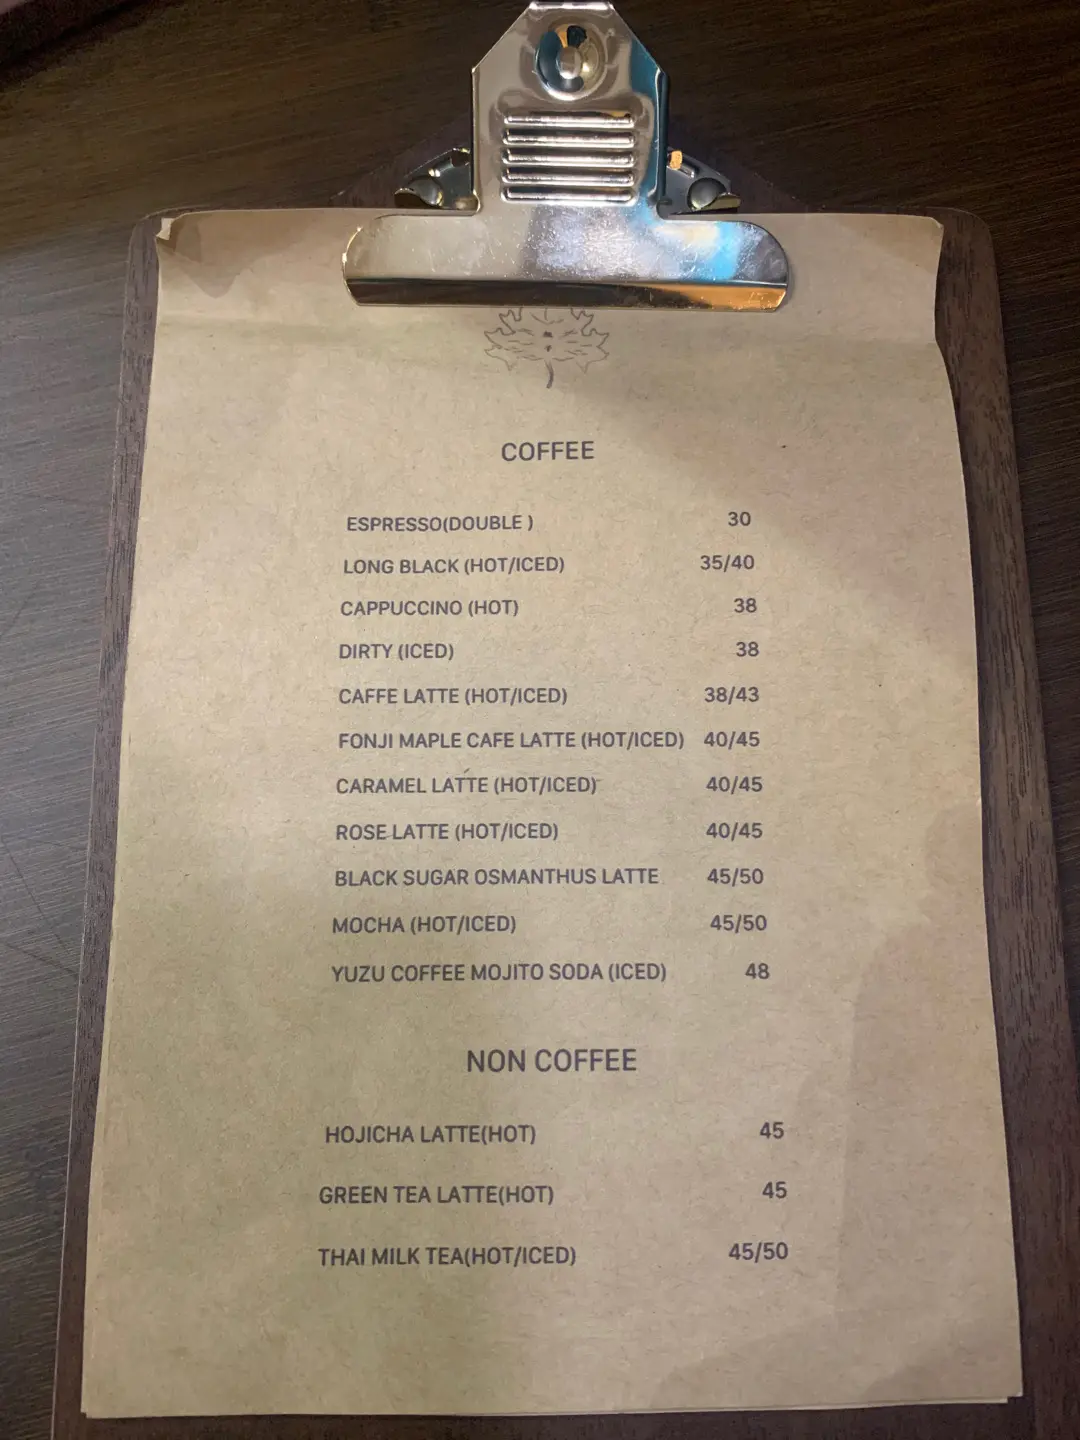 COFFEE
ESPRESSO(DOUBLE ) 30
LONG BLACK (HOT/ICED) 35/40
CAPPUCCINO (HOT) 38
DIRTY (ICED) 38
CAFFE LATTE (HOT/ICED) 38/43
FONJI MAPLE CAFE LATTE (HOT/ICED) 40/45
CARAMEL LATTE (HOT/ICED) 40/45
ROSE LATTE (HOT/ICED) 40/45
BLACK SUGAR OSMANTHUS LATTE 45/50
MOCHA (HOT/ICED) 45/50
YUZU COFFEE MOJITO SODA (ICED) 48
NON COFFEE
HOJICHA LATTE(HOT) 45
GREEN TEA LATTE(HOT) 45
THAI MILK TEA(HOT/ICED) 45/50